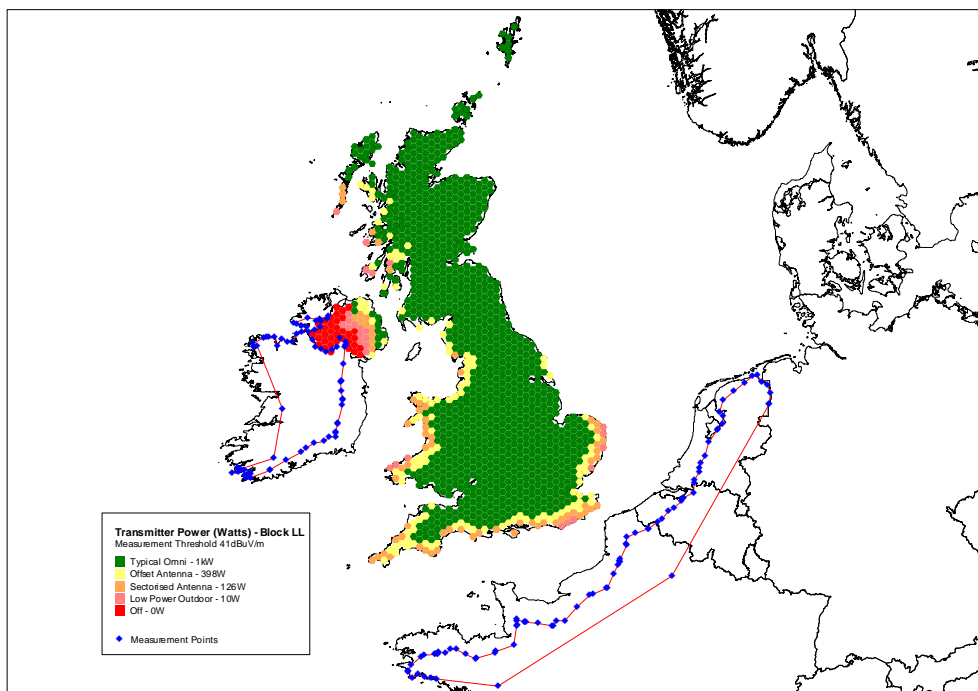 Transmitter Power (Watts) - Block LL
Measurement Threshold 41dBuV/m
Typical Omni - 1kW
Offset Antenna - 398W
Sectorised Antenna - 126W
Low Power Outdoor - 10W
Off - 0W
Measurement Points